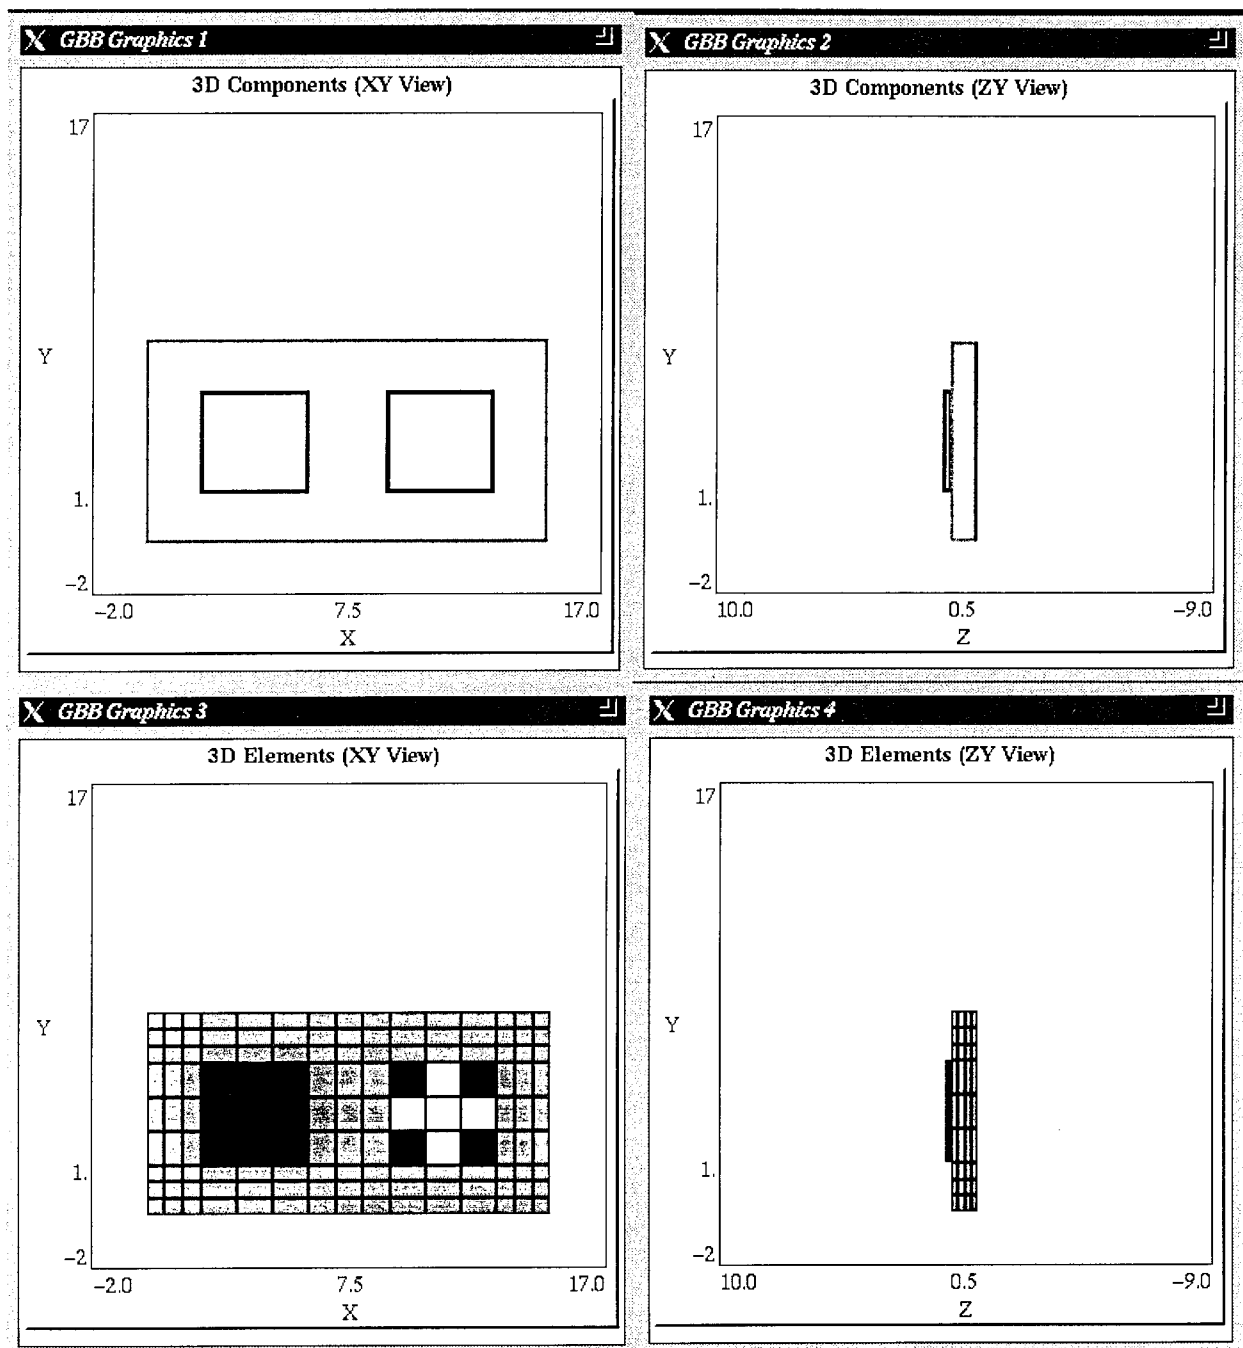 X GBB Graphics 1
3D Components (XY View)
17
Y
1.
-2
-2.0 7.5 17.0
X
X GBB Graphics 2
3D Components (ZY View)
17
Y
1.
-2
10.0 0.5 -9.0
Z
X GBB Graphics 3
3D Elements (XY View)
17
Y
1.
-2
-2.0 7.5 17.0
X
X GBB Graphics 4
3D Elements (ZY View)
17
Y
1.
-2
10.0 0.5 -9.0
Z